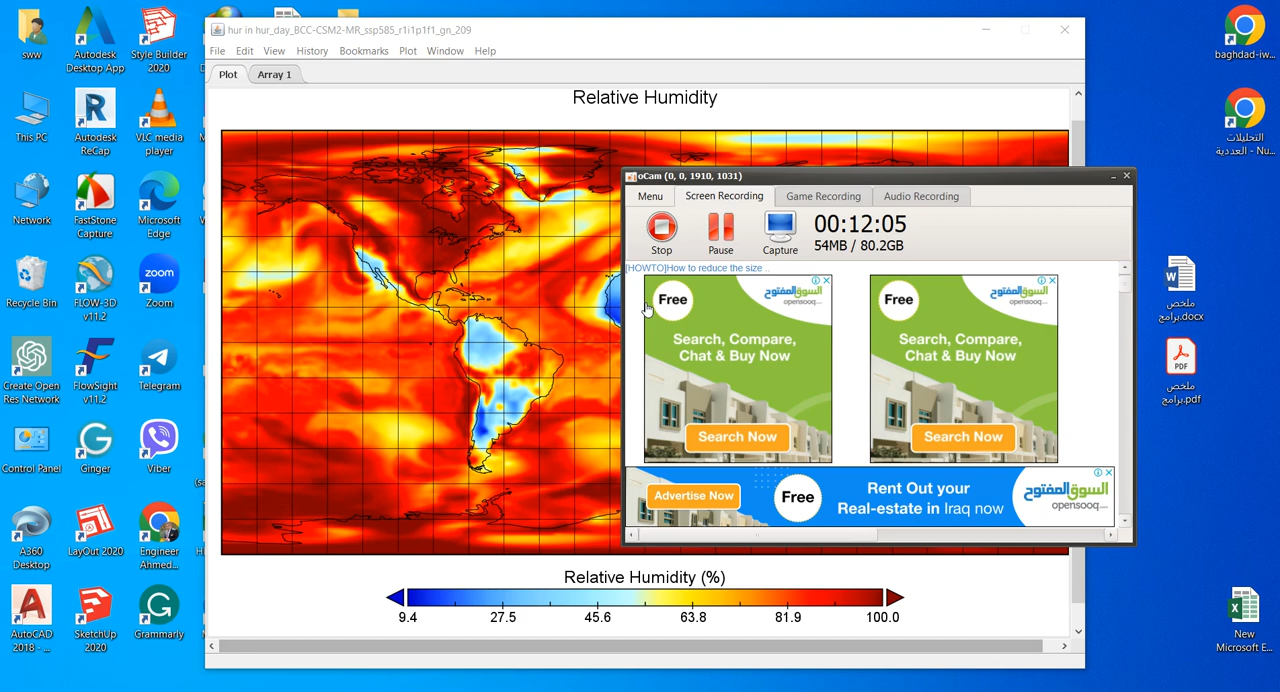 hur in hur_day_BCC-CSM2-MR_ssp585_r1i1p1f1_gn_209
File Edit View History Bookmarks Plot Window Help
Plot Array 1
Relative Humidity
Relative Humidity (%)
9.4 27.5 45.6 63.8 81.9 100.0
oCam (0, 0, 1910, 1031)
Menu Screen Recording Game Recording Audio Recording
Stop Pause Capture
00:12:05
54MB / 80.2GB
[HOWTO]How to reduce the size ..
Free
السوق المفتوح
opensooq.com
Search, Compare,
Chat & Buy Now
Search Now
Free
السوق المفتوح
opensooq.com
Search, Compare,
Chat & Buy Now
Search Now
Advertise Now
Free
Rent Out your
Real-estate in Iraq now
السوق المفتوح
opensooq.com
sww
Autodesk
Desktop App
Style Builder
2020
This PC
Autodesk
ReCap
VLC media
player
Network
FastStone
Capture
Microsoft
Edge
Recycle Bin
FLOW-3D
v11.2
zoom
Zoom
Create Open
Res Network
FlowSight
v11.2
Telegram
Control Panel
Ginger
Viber
A360
Desktop
LayOut 2020
Engineer
Ahmed...
AutoCAD
2018 - ...
SketchUp
2020
Grammarly
baghdad-iw...
التحليلات
العددية - Nu...
ملخص
برامج.docx
PDF
ملخص
برامج.pdf
New
Microsoft E...